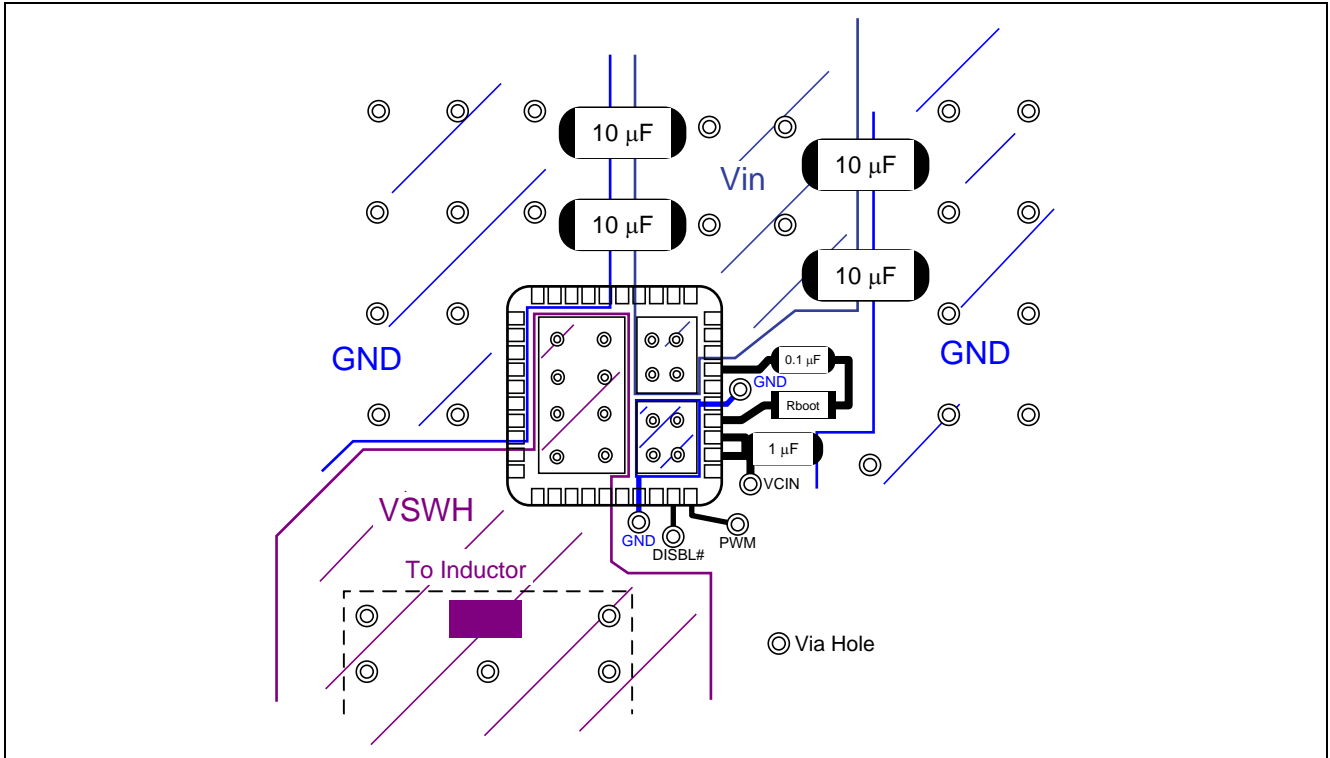 10 μF
10 μF
Vin
10 μF
10 μF
GND
GND
0.1 μF
GND
Rboot
1 μF
VCIN
VSWH
GND
DISBL#
PWM
To Inductor
Via Hole